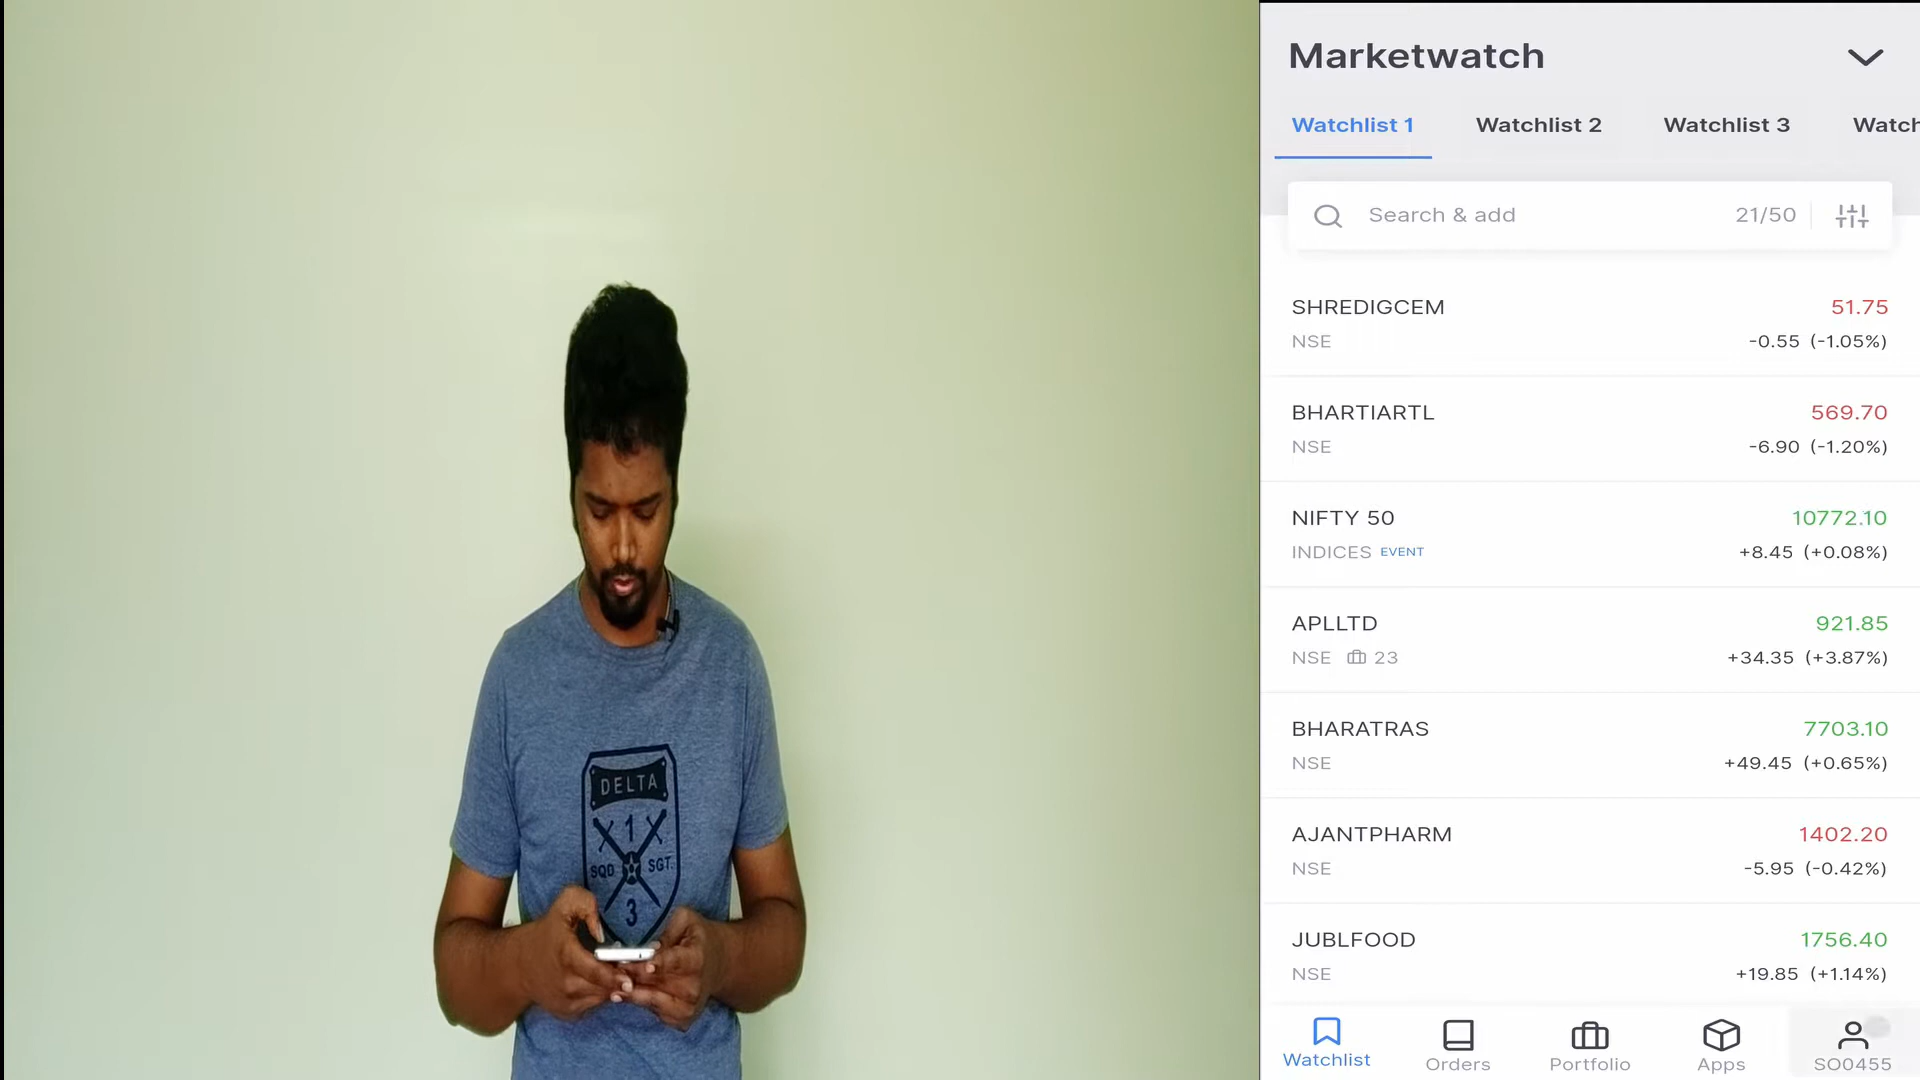 DELTA
1
SQD SGT.
3
Marketwatch
Watchlist 1 Watchlist 2 Watchlist 3 Watch
Search & add 21/50
SHREDIGCEM 51.75
NSE -0.55 (-1.05%)
BHARTIARTL 569.70
NSE -6.90 (-1.20%)
NIFTY 50 10772.10
INDICES EVENT +8.45 (+0.08%)
APLLTD 921.85
NSE 23 +34.35 (+3.87%)
BHARATRAS 7703.10
NSE +49.45 (+0.65%)
AJANTPHARM 1402.20
NSE -5.95 (-0.42%)
JUBLFOOD 1756.40
NSE +19.85 (+1.14%)
Watchlist Orders Portfolio Apps SO0455